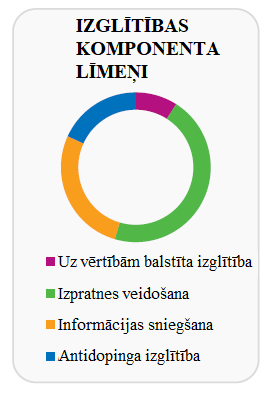 IZGLĪTĪBAS
KOMPONENTA
LĪMEŅI
Uz vērtībām balstīta izglītība
Izpratnes veidošana
Informācijas sniegšana
Antidopinga izglītība